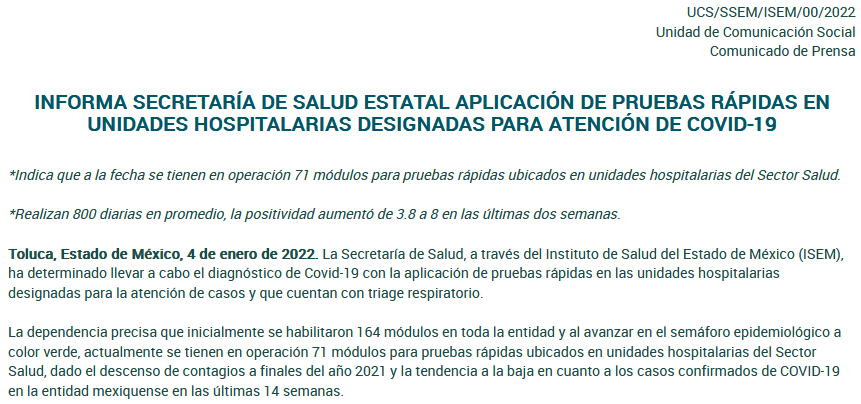 UCS/SSEM/ISEM/00/2022
Unidad de Comunicación Social
Comunicado de Prensa
INFORMA SECRETARÍA DE SALUD ESTATAL APLICACIÓN DE PRUEBAS RÁPIDAS EN
UNIDADES HOSPITALARIAS DESIGNADAS PARA ATENCIÓN DE COVID-19
*Indica que a la fecha se tienen en operación 71 módulos para pruebas rápidas ubicados en unidades hospitalarias del Sector Salud.
*Realizan 800 diarias en promedio, la positividad aumentó de 3.8 a 8 en las últimas dos semanas.
Toluca, Estado de México, 4 de enero de 2022. La Secretaría de Salud, a través del Instituto de Salud del Estado de México (ISEM),
ha determinado llevar a cabo el diagnóstico de Covid-19 con la aplicación de pruebas rápidas en las unidades hospitalarias
designadas para la atención de casos y que cuentan con triage respiratorio.
La dependencia precisa que inicialmente se habilitaron 164 módulos en toda la entidad y al avanzar en el semáforo epidemiológico a
color verde, actualmente se tienen en operación 71 módulos para pruebas rápidas ubicados en unidades hospitalarias del Sector
Salud, dado el descenso de contagios a finales del año 2021 y la tendencia a la baja en cuanto a los casos confirmados de COVID-19
en la entidad mexiquense en las últimas 14 semanas.